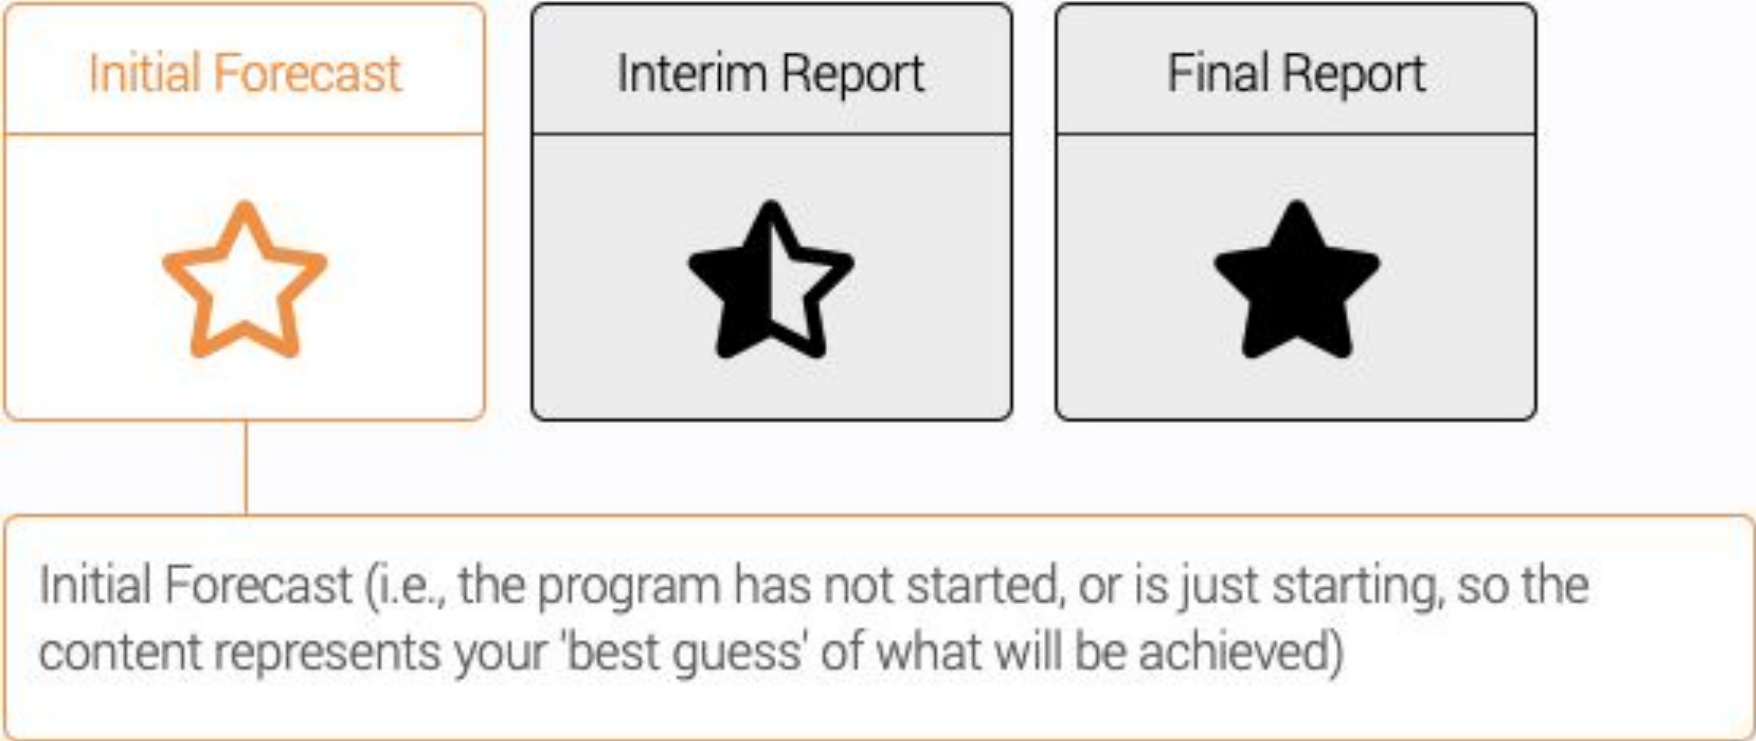 Initial Forecast
Interim Report
Final Report
Initial Forecast (i.e., the program has not started, or is just starting, so the
content represents your 'best guess' of what will be achieved)